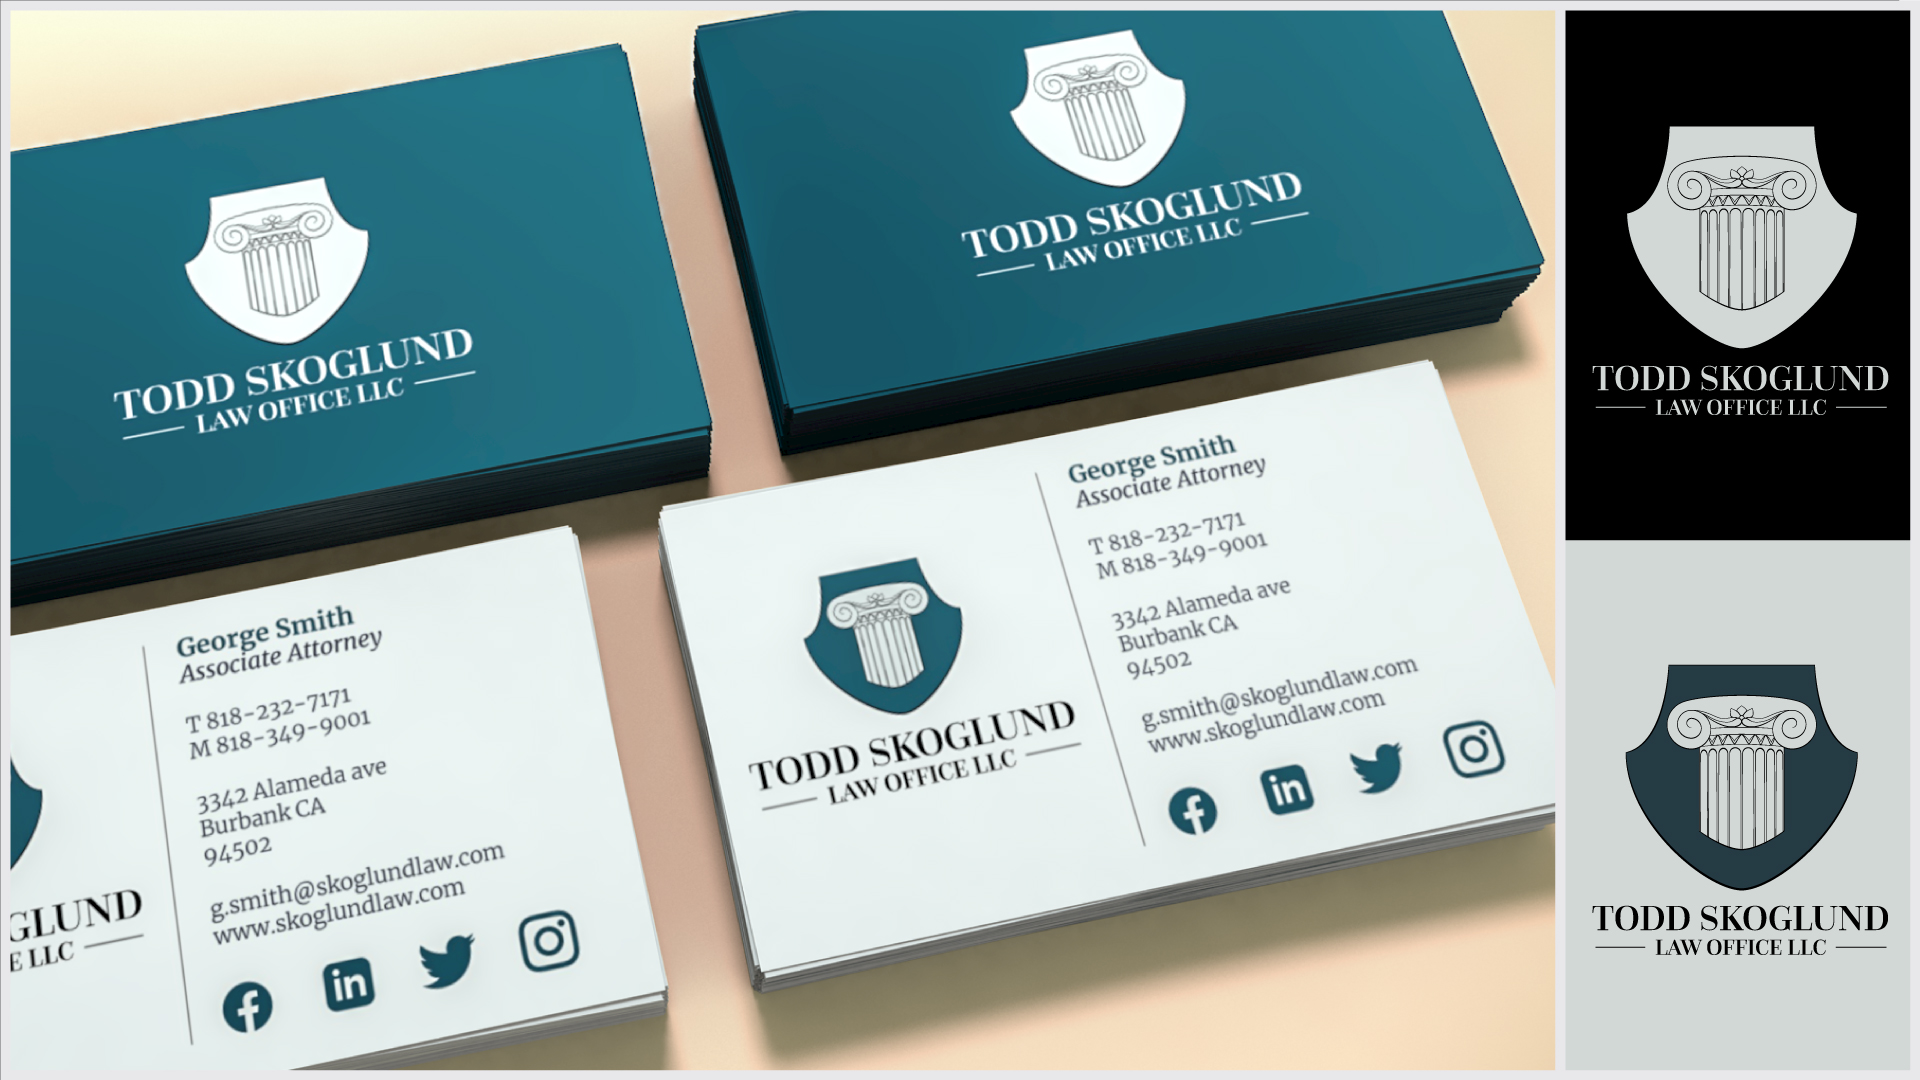 TODD SKOGLUND
LAW OFFICE LLC
TODD SKOGLUND
LAW OFFICE LLC
George Smith
Associate Attorney
T 818-232-7171
M 818-349-9001
3342 Alameda ave
Burbank CA
94502
g.smith@skoglundlaw.com
www.skoglundlaw.com
GLUND
E LLC
George Smith
Associate Attorney
T 818-232-7171
M 818-349-9001
3342 Alameda ave
Burbank CA
94502
g.smith@skoglundlaw.com
www.skoglundlaw.com
in
TODD SKOGLUND
LAW OFFICE LLC
in
TODD SKOGLUND
LAW OFFICE LLC
TODD SKOGLUND
LAW OFFICE LLC